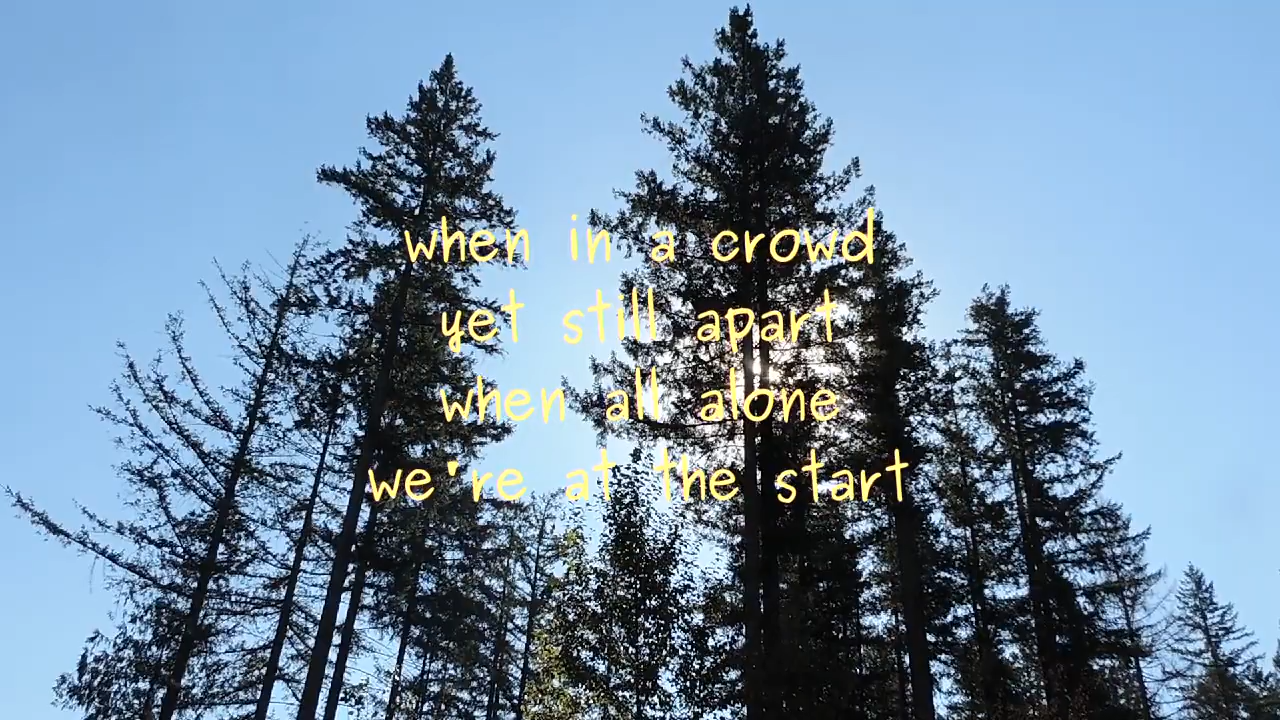 when in a crowd
yet still apart
when all alone
we're at the start